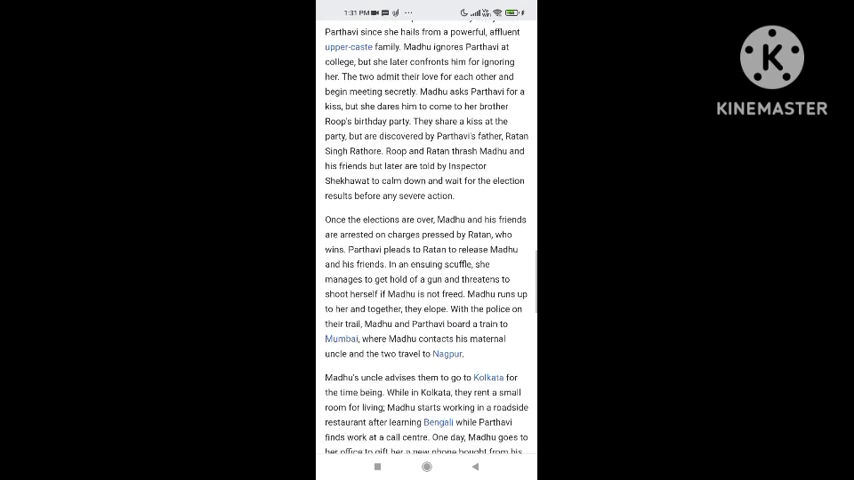 1:31 PM
Parthavi since she hails from a powerful, affluent
upper-caste family. Madhu ignores Parthavi at
college, but she later confronts him for ignoring
her. The two admit their love for each other and
begin meeting secretly. Madhu asks Parthavi for a
kiss, but she dares him to come to her brother
Roop's birthday party. They share a kiss at the
party, but are discovered by Parthavi's father, Ratan
Singh Rathore. Roop and Ratan thrash Madhu and
his friends but later are told by Inspector
Shekhawat to calm down and wait for the election
results before any severe action.
Once the elections are over, Madhu and his friends
are arrested on charges pressed by Ratan, who
wins. Parthavi pleads to Ratan to release Madhu
and his friends. In an ensuing scuffle, she
manages to get hold of a gun and threatens to
shoot herself if Madhu is not freed. Madhu runs up
to her and together, they elope. With the police on
their trail, Madhu and Parthavi board a train to
Mumbai, where Madhu contacts his maternal
uncle and the two travel to Nagpur.
Madhu's uncle advises them to go to Kolkata for
the time being. While in Kolkata, they rent a small
room for living; Madhu starts working in a roadside
restaurant after learning Bengali while Parthavi
finds work at a call centre. One day, Madhu goes to
her office to gift her a new phone bought from his
K
KINEMASTER